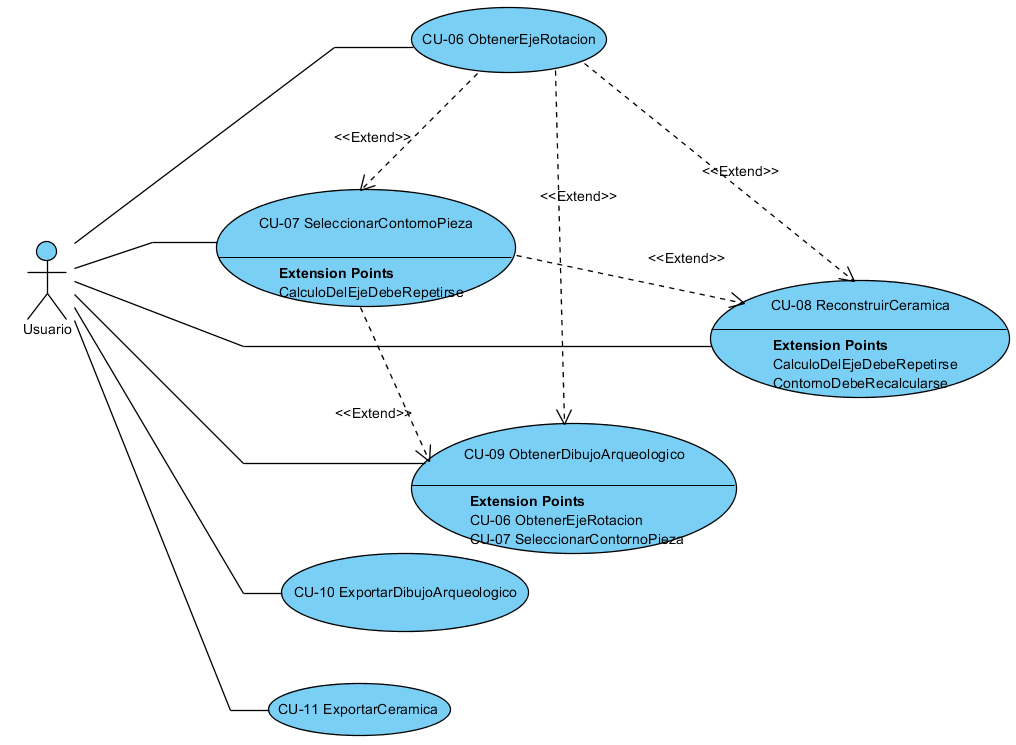 CU-06 ObtenerEjeRotacion
<<Extend>>
<<Extend>>
<<Extend>>
CU-07 SeleccionarContornoPieza
Extension Points
CalculoDelEjeDebeRepetirse
<<Extend>>
Usuario
CU-08 ReconstruirCeramica
Extension Points
CalculoDelEjeDebeRepetirse
ContornoDebeRecalcularse
<<Extend>>
CU-09 ObtenerDibujoArqueologico
Extension Points
CU-06 ObtenerEjeRotacion
CU-07 SeleccionarContornoPieza
CU-10 ExportarDibujoArqueologico
CU-11 ExportarCeramica